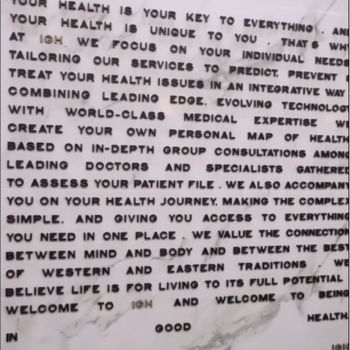 YOUR HEALTH IS YOUR KEY TO EVERYTHING . AND
YOUR HEALTH IS UNIQUE TO YOU . THAT'S WHY
AT IGH WE FOCUS ON YOUR INDIVIDUAL NEEDS
TAILORING OUR SERVICES TO PREDICT. PREVENT
TREAT YOUR HEALTH ISSUES IN AN INTEGRATIVE WAY
COMBINING LEADING EDGE. EVOLVING TECHNOLOGY
WITH WORLD-CLASS MEDICAL EXPERTISE WE
CREATE YOUR OWN PERSONAL MAP OF HEALTH
BASED ON IN-DEPTH GROUP CONSULTATIONS AMONG
LEADING DOCTORS AND SPECIALISTS GATHERED
TO ASSESS YOUR PATIENT FILE . WE ALSO ACCOMPANY
YOU ON YOUR HEALTH JOURNEY. MAKING THE COMPLEX
SIMPLE. AND GIVING YOU ACCESS TO EVERYTHING
YOU NEED IN ONE PLACE . WE VALUE THE CONNECTION
BETWEEN MIND AND BODY AND BETWEEN THE BEST
OF WESTERN AND EASTERN TRADITIONS WE
BELIEVE LIFE IS FOR LIVING TO ITS FULL POTENTIAL
WELCOME TO IGH AND WELCOME TO BEING
IN GOOD HEALTH.
IGH